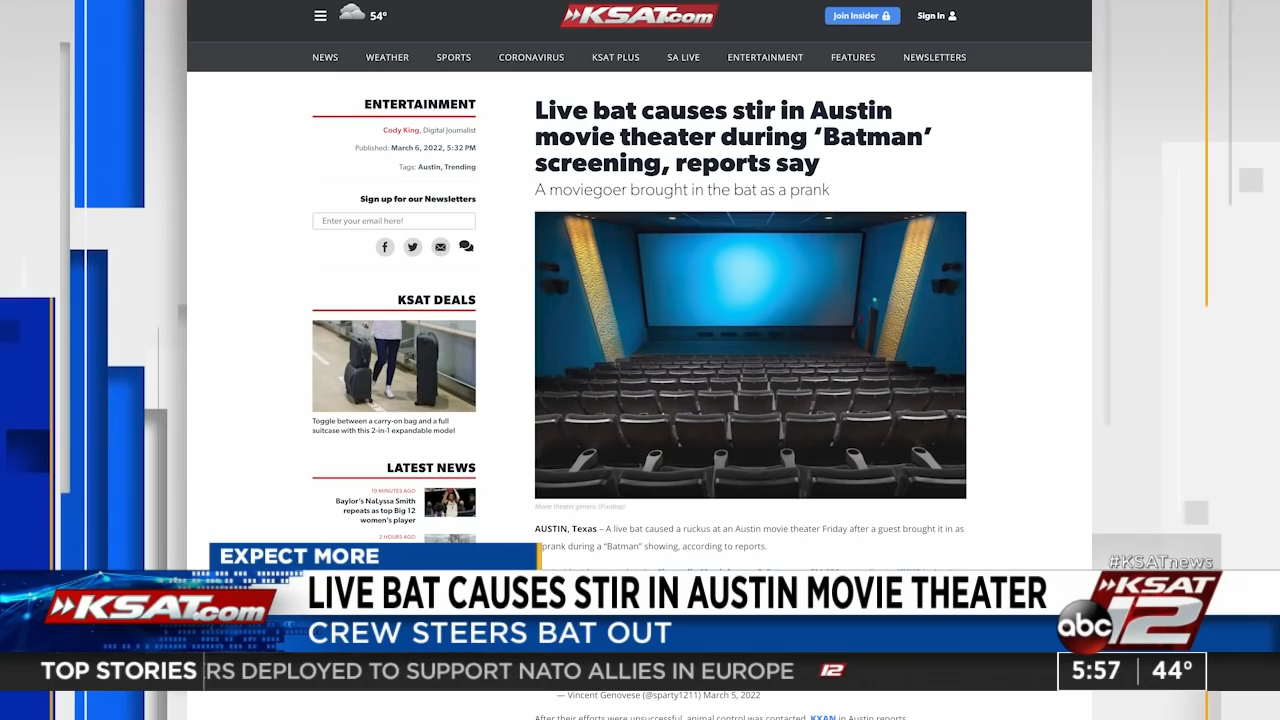 54°
KSAT.com
Join Insider
Sign In
NEWS WEATHER SPORTS CORONAVIRUS KSAT PLUS SA LIVE ENTERTAINMENT FEATURES NEWSLETTERS
ENTERTAINMENT
Cody King, Digital Journalist
Published: March 6, 2022, 5:32 PM
Tags: Austin, Trending
Sign up for our Newsletters
Enter your email here!
KSAT DEALS
Toggle between a carry-on bag and a full
suitcase with this 2-in-1 expandable model
LATEST NEWS
19 MINUTES AGO
Baylor's NaLyssa Smith
repeats as top Big 12
women's player
2 HOURS AGO
Live bat causes stir in Austin
movie theater during ‘Batman’
screening, reports say
A moviegoer brought in the bat as a prank
Movie theater generic (Pixabay)
AUSTIN, Texas – A live bat caused a ruckus at an Austin movie theater Friday after a guest brought it in as
prank during a “Batman” showing, according to reports.
EXPECT MORE
#KSATnews
KSAT.com
LIVE BAT CAUSES STIR IN AUSTIN MOVIE THEATER
CREW STEERS BAT OUT
KSAT
abc 12
TOP STORIES
RS DEPLOYED TO SUPPORT NATO ALLIES IN EUROPE 12
5:57 44°
— Vincent Genovese (@sparty1211) March 5, 2022
After their efforts were unsuccessful, animal control was contacted, KXAN in Austin reports.